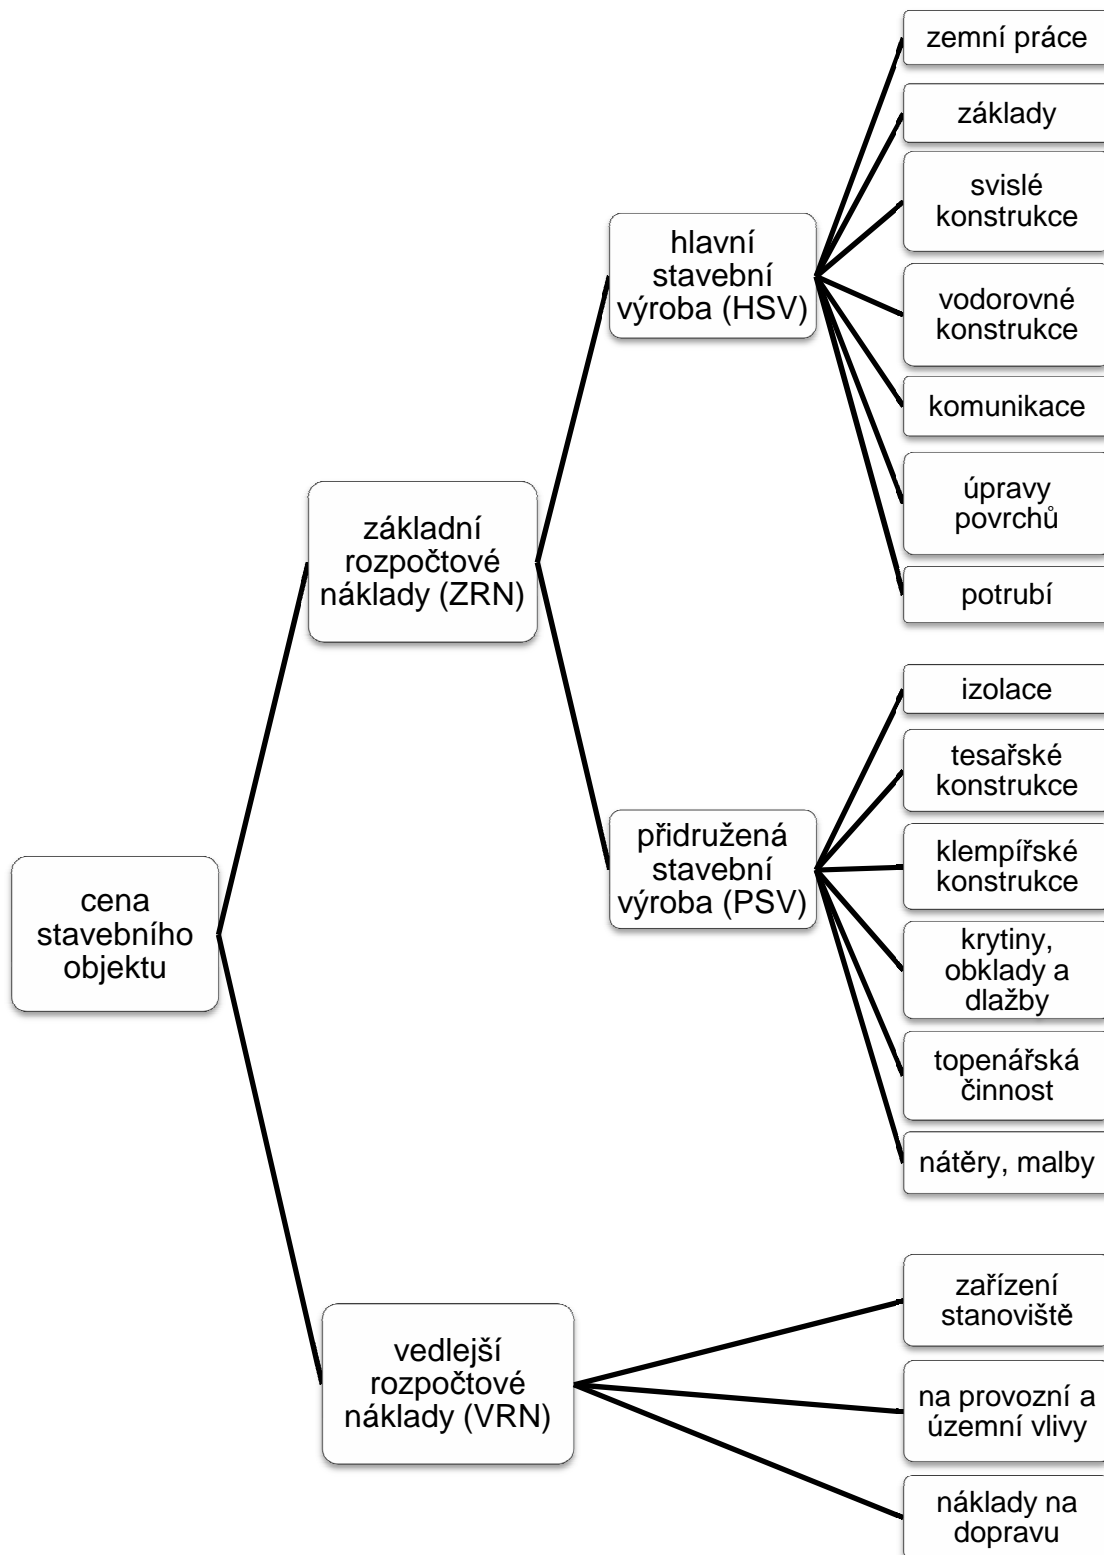 cena
stavebního
objektu
základní
rozpočtové
náklady (ZRN)
hlavní
stavební
výroba (HSV)
zemní práce
základy
svislé
konstrukce
vodorovné
konstrukce
komunikace
úpravy
povrchů
potrubí
přidružená
stavební
výroba (PSV)
izolace
tesařské
konstrukce
klempířské
konstrukce
krytiny,
obklady a
dlažby
topenářská
činnost
nátěry, malby
vedlejší
rozpočtové
náklady (VRN)
zařízení
stanoviště
na provozní a
územní vlivy
náklady na
dopravu